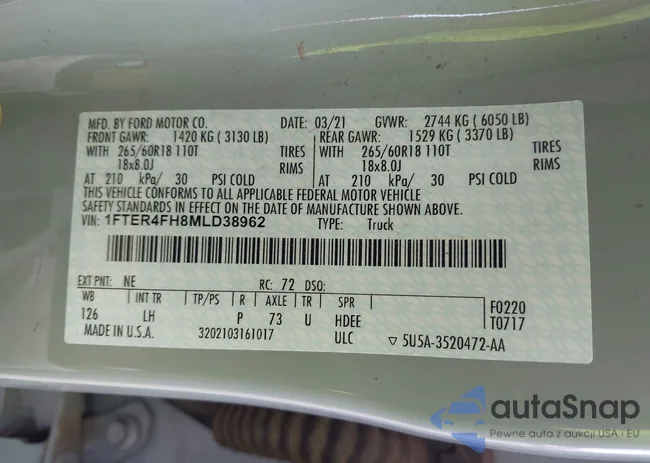 MFD. BY FORD MOTOR CO. DATE: 03/21 GVWR: 2744 KG ( 6050 LB)
FRONT GAWR: 1420 KG ( 3130 LB) REAR GAWR: 1529 KG ( 3370 LB)
WITH 265/60R18 110T TIRES WITH 265/60R18 110T TIRES
18x8.0J RIMS 18x8.0J RIMS
AT 210 kPa/ 30 PSI COLD AT 210 kPa/ 30 PSI COLD
THIS VEHICLE CONFORMS TO ALL APPLICABLE FEDERAL MOTOR VEHICLE
SAFETY STANDARDS IN EFFECT ON THE DATE OF MANUFACTURE SHOWN ABOVE.
VIN: 1FTER4FH8MLD38962 TYPE: Truck
EXT PNT: NE RC: 72 DSO:
WB INT TR TP/PS R AXLE TR SPR F0220
126 LH P 73 U HDEE T0717
MADE IN U.S.A. 3202103161017 ULC ▽ 5U5A-3520472-AA
autaSnap
Pewne auta z aukcji USA i EU